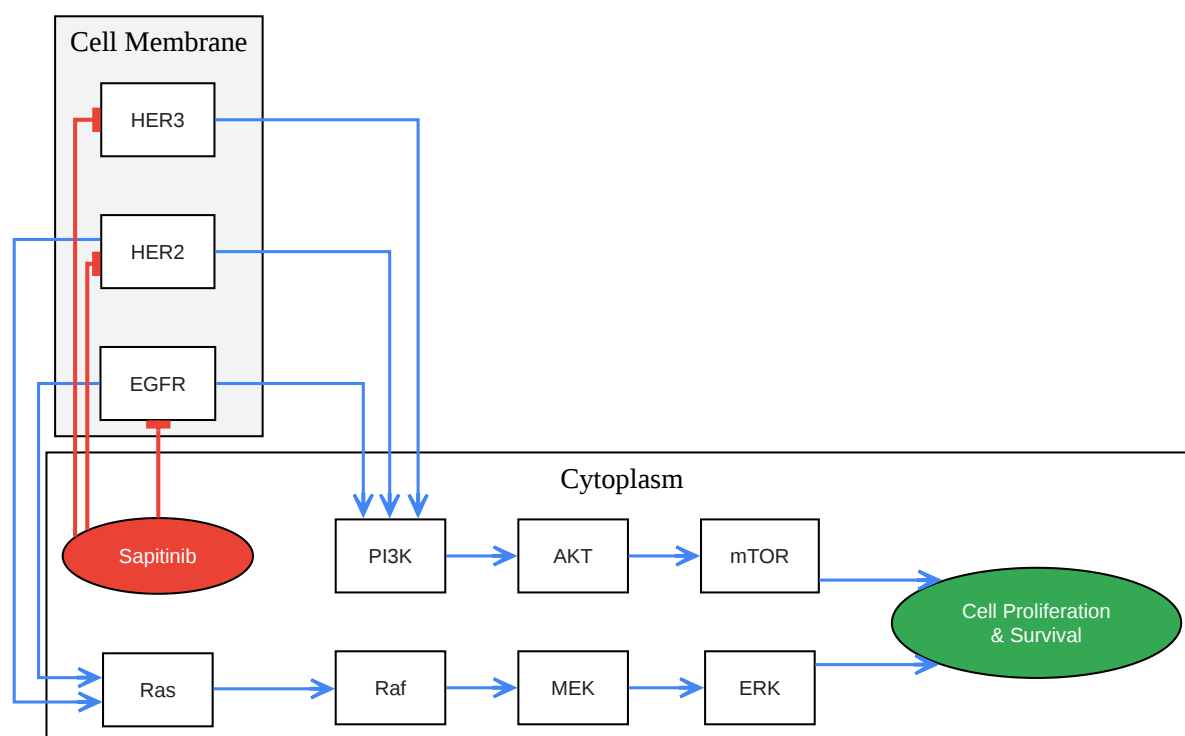 Cell Membrane
HER3
HER2
EGFR
Cytoplasm
Sapitinib
PI3K
AKT
mTOR
Cell Proliferation
& Survival
Ras
Raf
MEK
ERK